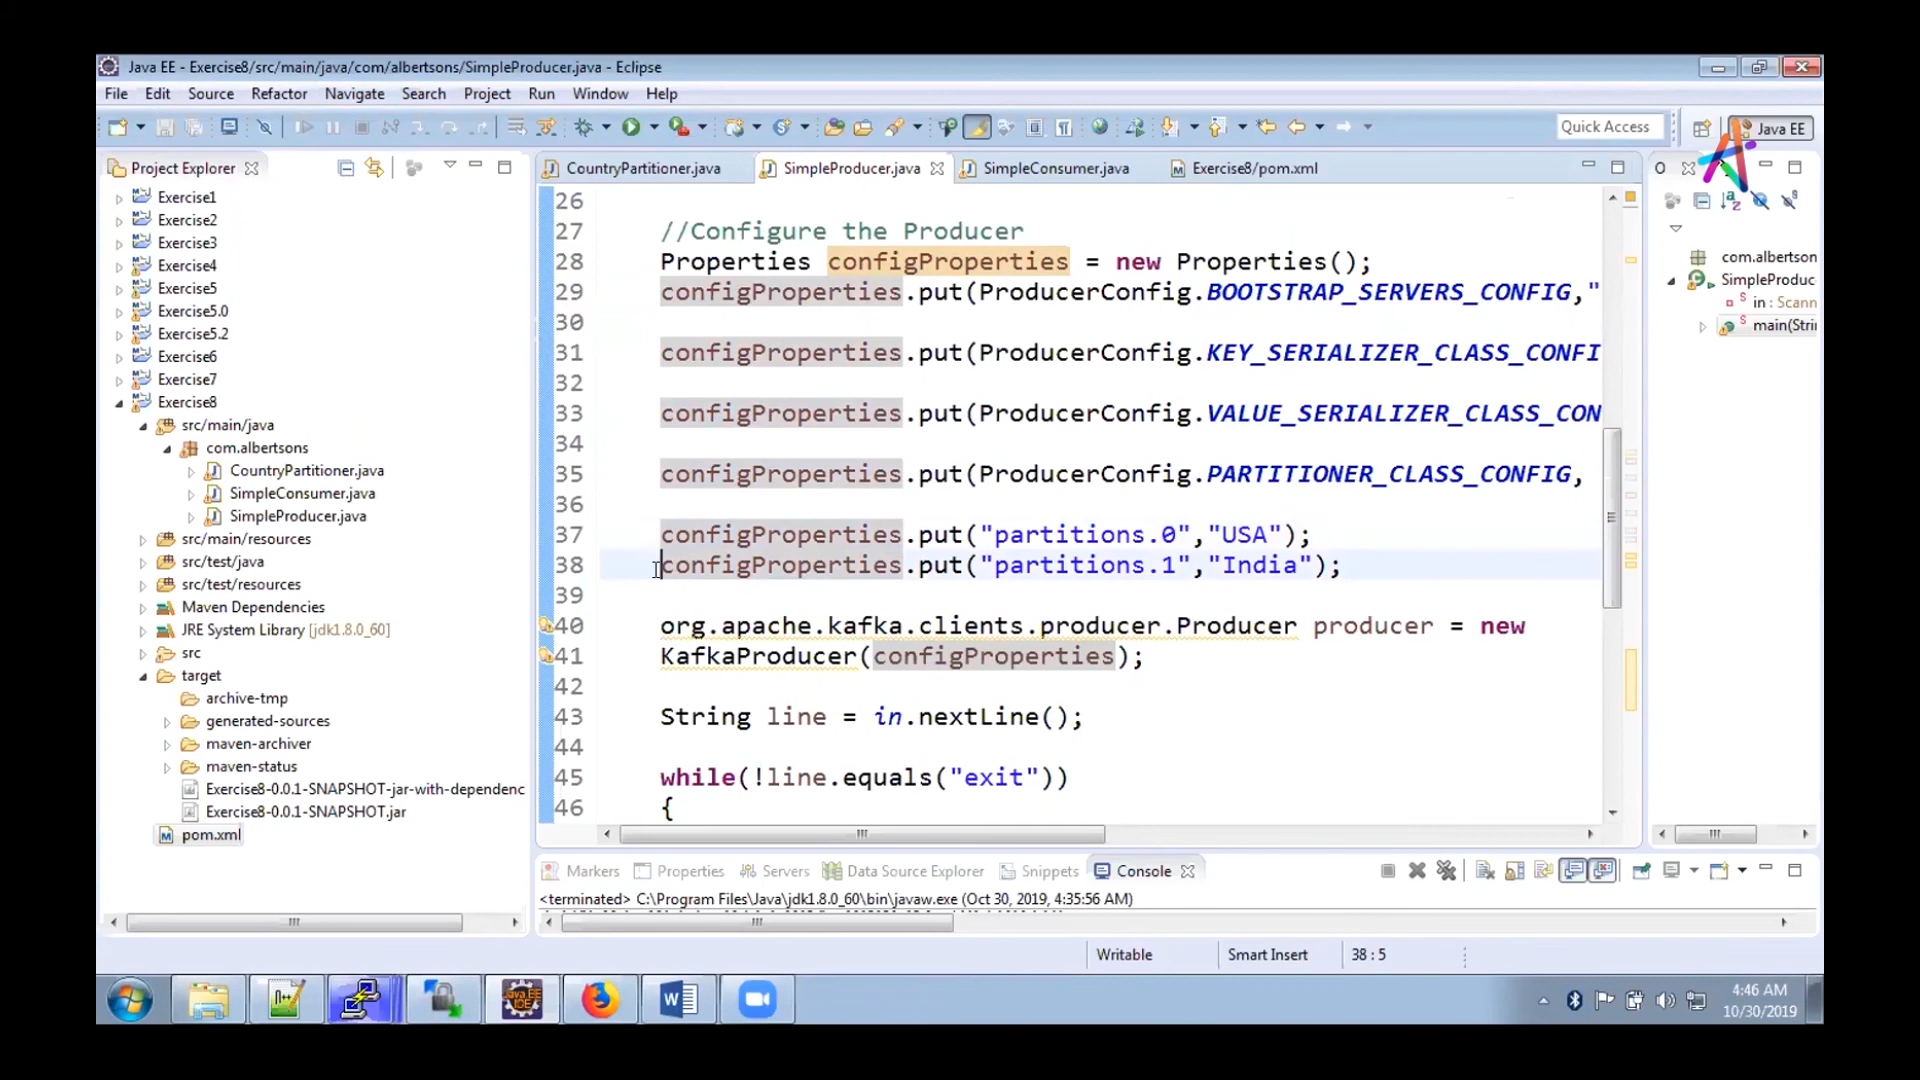 Java EE - Exercise8/src/main/java/com/albertsons/SimpleProducer.java - Eclipse
File Edit Source Refactor Navigate Search Project Run Window Help
Quick Access
Java EE
Project Explorer
Exercise1
Exercise2
Exercise3
Exercise4
Exercise5
Exercise5.0
Exercise5.2
Exercise6
Exercise7
Exercise8
src/main/java
com.albertsons
CountryPartitioner.java
SimpleConsumer.java
SimpleProducer.java
src/main/resources
src/test/java
src/test/resources
Maven Dependencies
JRE System Library [jdk1.8.0_60]
src
target
archive-tmp
generated-sources
maven-archiver
maven-status
Exercise8-0.0.1-SNAPSHOT-jar-with-dependenc
Exercise8-0.0.1-SNAPSHOT.jar
pom.xml
CountryPartitioner.java SimpleProducer.java SimpleConsumer.java Exercise8/pom.xml
26
27 //Configure the Producer
28 Properties configProperties = new Properties();
29 configProperties.put(ProducerConfig.BOOTSTRAP_SERVERS_CONFIG,"
30
31 configProperties.put(ProducerConfig.KEY_SERIALIZER_CLASS_CONFI
32
33 configProperties.put(ProducerConfig.VALUE_SERIALIZER_CLASS_CON
34
35 configProperties.put(ProducerConfig.PARTITIONER_CLASS_CONFIG,
36
37 configProperties.put("partitions.0","USA");
38 configProperties.put("partitions.1","India");
39
40 org.apache.kafka.clients.producer.Producer producer = new
41 KafkaProducer(configProperties);
42
43 String line = in.nextLine();
44
45 while(!line.equals("exit"))
46 {
O
com.albertson
SimpleProduc
in : Scann
main(Stri
Markers Properties Servers Data Source Explorer Snippets Console
<terminated> C:\Program Files\Java\jdk1.8.0_60\bin\javaw.exe (Oct 30, 2019, 4:35:56 AM)
Writable Smart Insert 38 : 5
4:46 AM
10/30/2019